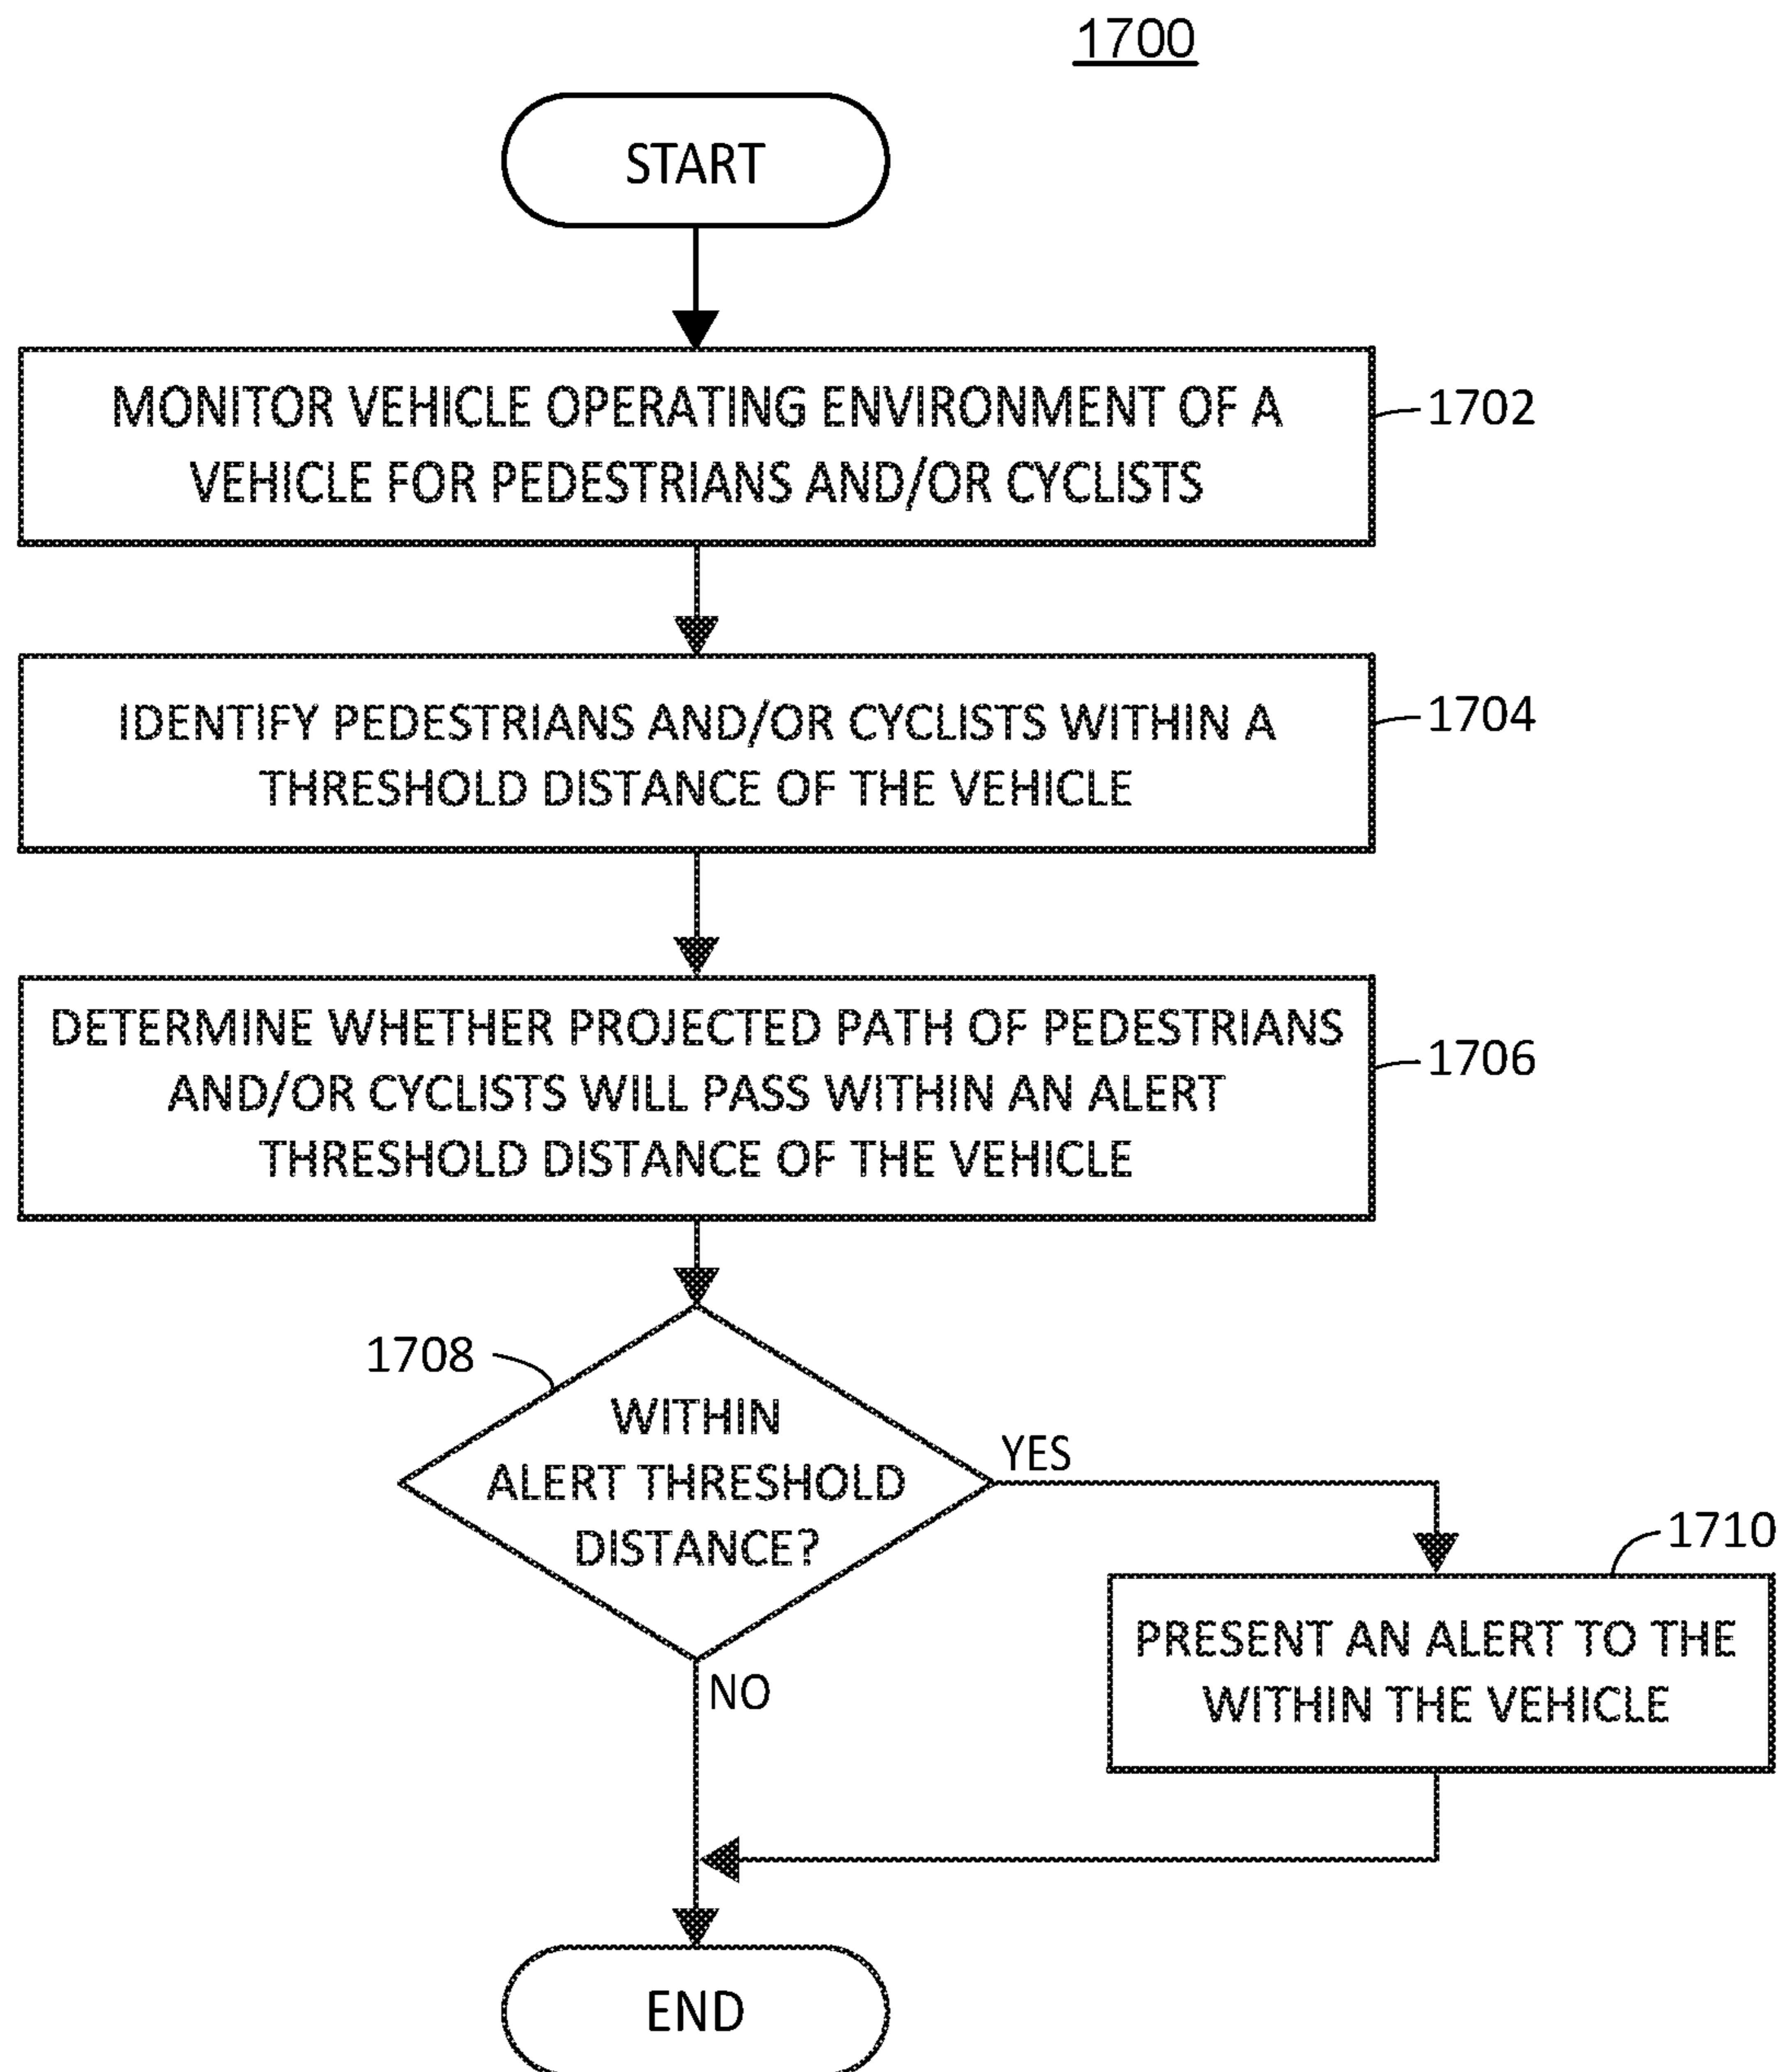 1700
START
MONITOR VEHICLE OPERATING ENVIRONMENT OF A
VEHICLE FOR PEDESTRIANS AND/OR CYCLISTS
1702
IDENTIFY PEDESTRIANS AND/OR CYCLISTS WITHIN A
THRESHOLD DISTANCE OF THE VEHICLE
1704
DETERMINE WHETHER PROJECTED PATH OF PEDESTRIANS
AND/OR CYCLISTS WILL PASS WITHIN AN ALERT
THRESHOLD DISTANCE OF THE VEHICLE
1706
1708
WITHIN
ALERT THRESHOLD
DISTANCE?
YES
1710
PRESENT AN ALERT TO THE
WITHIN THE VEHICLE
NO
END